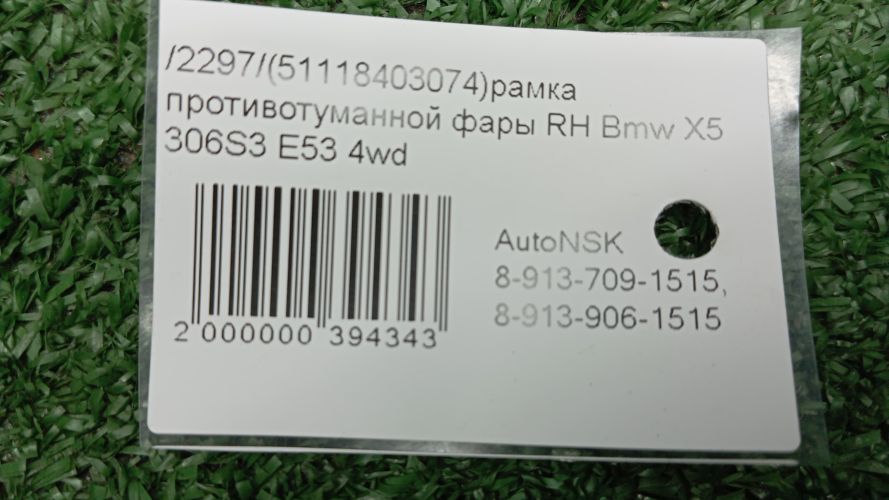 /2297/(51118403074)рамка
противотуманной фары RH Bmw X5
306S3 E53 4wd
AutoNSK
8-913-709-1515,
8-913-906-1515
2 000000 394343